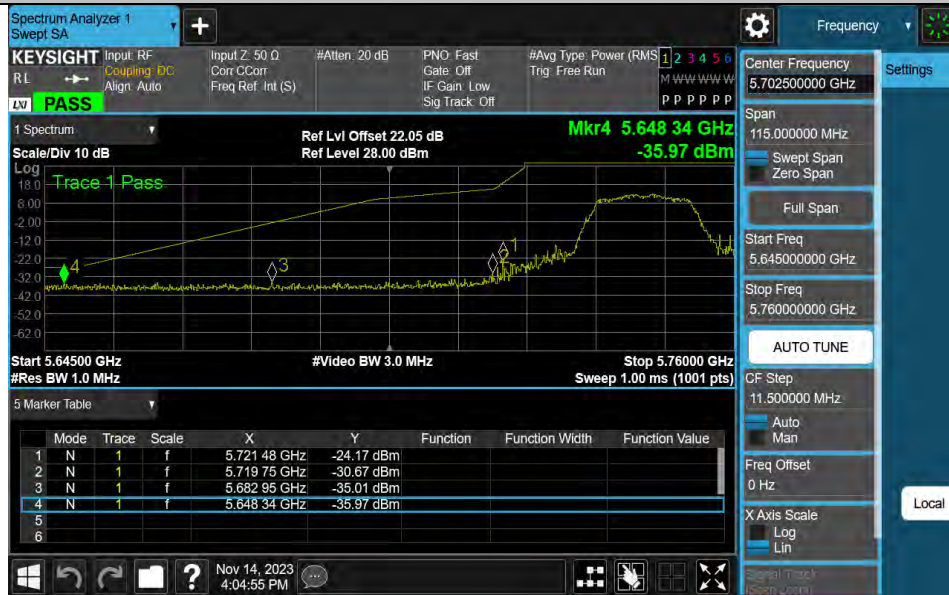 Spectrum Analyzer 1
Swept SA
Frequency
KEYSIGHT
RL
LXI
PASS
Input: RF
Coupling: DC
Align: Auto
Input Z: 50 Ω
Corr CCorr
Freq Ref: Int (S)
#Atten: 20 dB
PNO: Fast
Gate: Off
IF Gain: Low
Sig Track: Off
#Avg Type: Power (RMS
Trig: Free Run
1 2 3 4 5 6
M W W W W W
P P P P P P
1 Spectrum
Scale/Div 10 dB
Ref Lvl Offset 22.05 dB
Ref Level 28.00 dBm
Mkr4 5.648 34 GHz
-35.97 dBm
Log
Trace 1 Pass
18.0
8.00
-2.00
-12.0
-22.0
-32.0
-42.0
-52.0
-62.0
4
3
2
1
Start 5.64500 GHz
#Res BW 1.0 MHz
#Video BW 3.0 MHz
Stop 5.76000 GHz
Sweep 1.00 ms (1001 pts)
5 Marker Table
Mode Trace Scale X Y Function Function Width Function Value
1 N 1 f 5.721 48 GHz -24.17 dBm
2 N 1 f 5.719 75 GHz -30.67 dBm
3 N 1 f 5.682 95 GHz -35.01 dBm
4 N 1 f 5.648 34 GHz -35.97 dBm
5
6
?
Nov 14, 2023
4:04:55 PM
Center Frequency
5.702500000 GHz
Settings
Span
115.000000 MHz
Swept Span
Zero Span
Full Span
Start Freq
5.645000000 GHz
Stop Freq
5.760000000 GHz
AUTO TUNE
CF Step
11.500000 MHz
Auto
Man
Freq Offset
0 Hz
X Axis Scale
Log
Lin
Local
Signal Track
(Span Zoom)